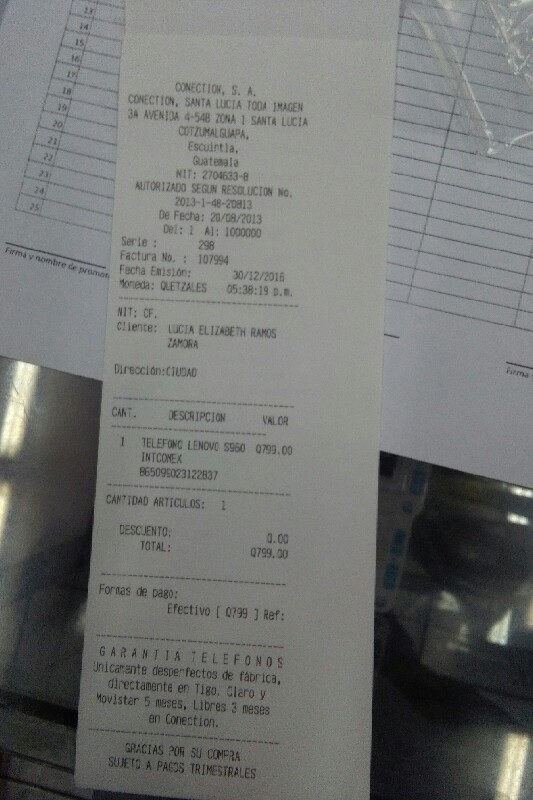 13
14
15
16
17
18
19
20
21
22
23
24
25
Firma y nombre de promot
Firma
CONECTION, S. A.
CONECTION, SANTA LUCIA TODA IMAGEN
3A AVENIDA 4-54B ZONA 1 SANTA LUCIA
COTZUMALGUAPA,
Escuintla,
Guatemala
NIT: 2704633-8
AUTORIZADO SEGUN RESOLUCION No.
2013-1-48-20813
De Fecha: 20/08/2013
Del: 1 Al: 1000000
Serie : 298
Factura No. : 107994
Facha Emisión: 30/12/2016
Moneda: QUETZALES 05:38:19 p.m.
NIT: CF.
Cliente: LUCIA ELIZABETH RAMOS
ZAMORA
Dirección:CIUDAD
CANT. DESCRIPCION VALOR
1 TELEFONO LENOVO S660 Q799.00
INTCOMEX
865099023122837
CANTIDAD ARTICULOS: 1
DESCUENTO: 0.00
TOTAL: Q799.00
Formas de pago:
Efectivo [ Q799 ] Ref:
GARANTIA TELEFONOS
Unicamente desperfectos de fábrica,
directamente en Tigo. Claro y
Movistar 5 meses, Libres 3 meses
en Conection.
GRACIAS POR SU COMPRA
SUJETO A PAGOS TRIMESTRALES